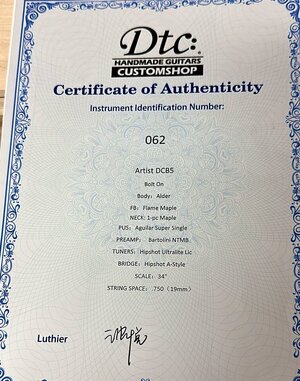 Dtc:
HANDMADE GUITARS
CUSTOMSHOP
Certificate of Authenticity
Instrument Identification Number:
062
Artist DCB5
Bolt On
Body: Alder
FB: Flame Maple
NECK: 1-pc Maple
PUS: Aguilar Super Single
PREAMP: Bartolini NTMB
TUNERS: Hipshot Ultralite Lic
BRIDGE: Hipshot A-Style
SCALE: 34"
STRING SPACE: .750（19mm）
Luthier